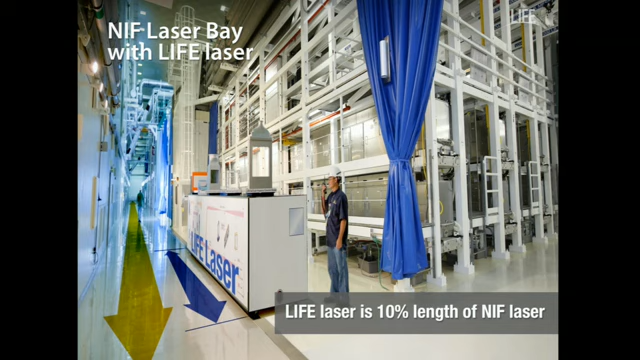 NIF Laser Bay
with LIFE laser
LIFE
LIFE Laser
LIFE laser is 10% length of NIF laser